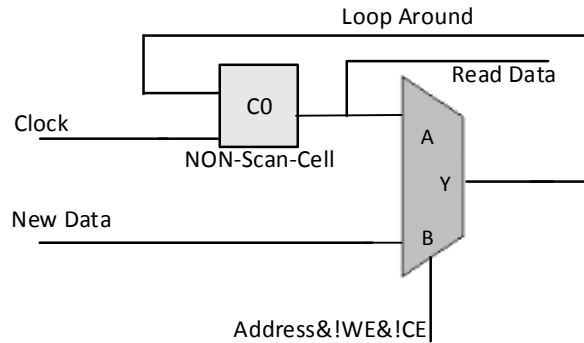 Loop Around
Read Data
C0
Clock
A
NON-Scan-Cell
Y
New Data
B
Address&!WE&!CE